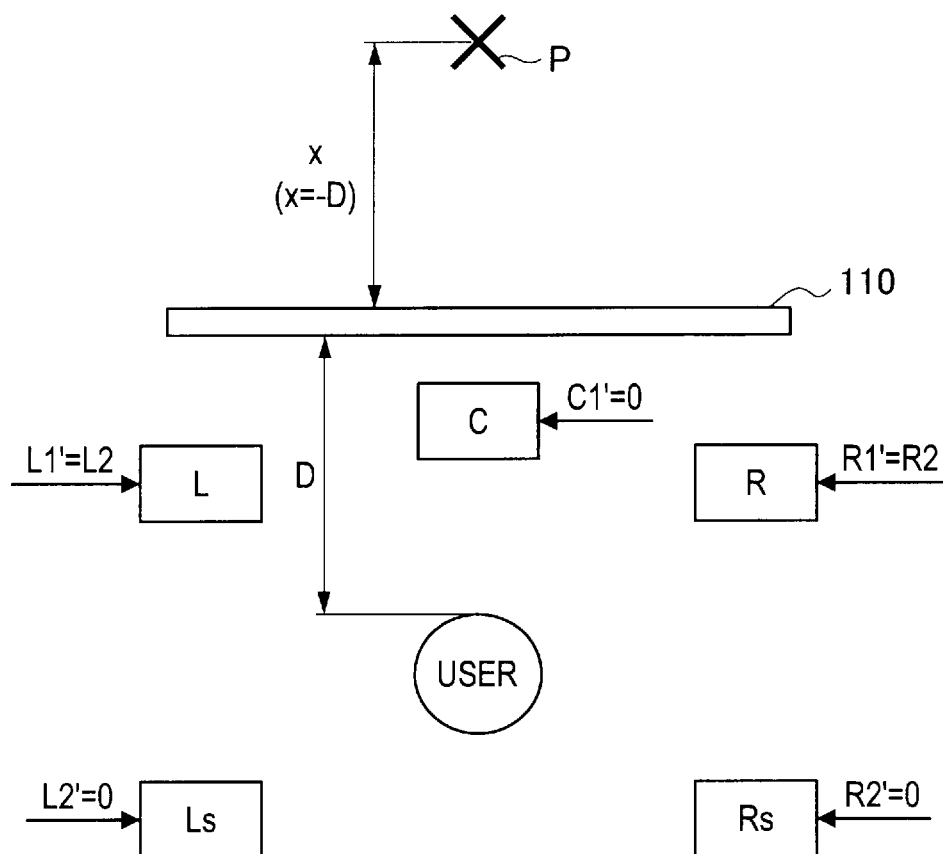 P
x
(x=-D)
110
C
C1'=0
L1'=L2
L
D
R
R1'=R2
USER
L2'=0
Ls
Rs
R2'=0